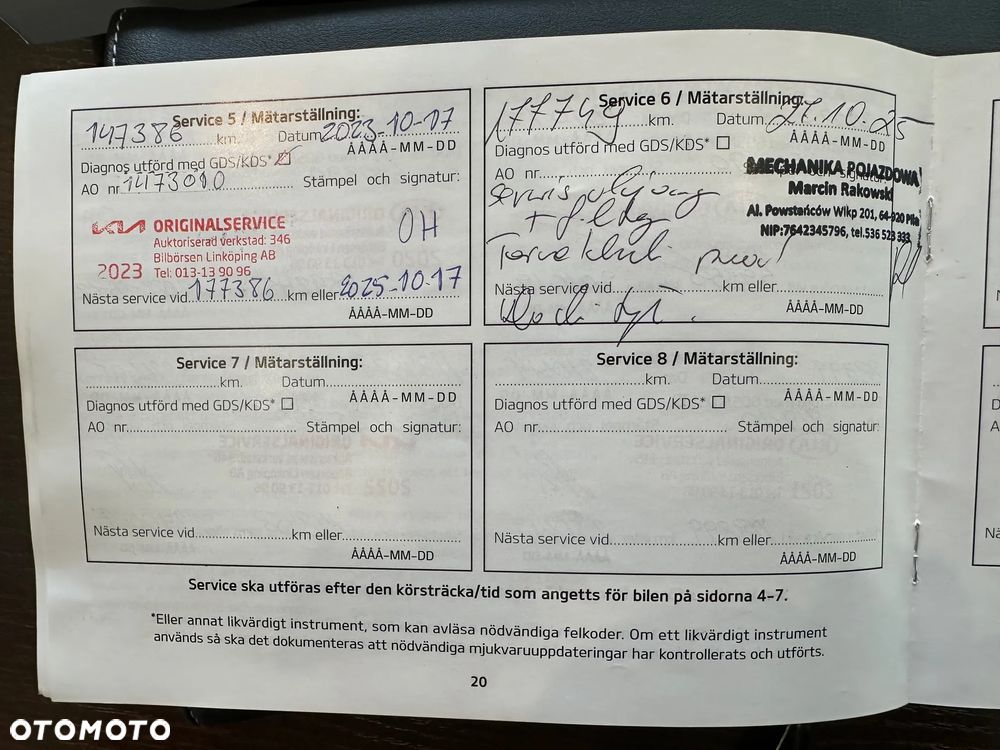 Service 5 / Mätarställning:
147386 km. Datum 2023-10-17
ÅÅÅÅ-MM-DD
Diagnos utförd med GDS/KDS*
AO nr 1473010 Stämpel och signatur:
KIA ORIGINALSERVICE
Auktoriserad verkstad: 346
Bilbörsen Linköping AB
2023 Tel: 013-13 90 96
OH
Nästa service vid 177386 km eller 2025-10-17
ÅÅÅÅ-MM-DD
Service 6 / Mätarställning:
177749 km. Datum 27.10.25
ÅÅÅÅ-MM-DD
Diagnos utförd med GDS/KDS*
AO nr. Stämpel och signatur:
MECHANIKA POJAZDOWA
Marcin Rakowski
Al. Powstańców Wlkp 201, 64-920 Piła
NIP:7642345796, tel.536 523 333
Serwis olejowy
+ filtry
Tarcze klocki
Nästa service vid km eller
ÅÅÅÅ-MM-DD
Service 7 / Mätarställning:
km. Datum
ÅÅÅÅ-MM-DD
Diagnos utförd med GDS/KDS*
AO nr. Stämpel och signatur:
Nästa service vid km eller
ÅÅÅÅ-MM-DD
Service 8 / Mätarställning:
km. Datum
ÅÅÅÅ-MM-DD
Diagnos utförd med GDS/KDS*
AO nr. Stämpel och signatur:
Nästa service vid km eller
ÅÅÅÅ-MM-DD
Service ska utföras efter den körsträcka/tid som angetts för bilen på sidorna 4-7.
*Eller annat likvärdigt instrument, som kan avläsa nödvändiga felkoder. Om ett likvärdigt instrument
används så ska det dokumenteras att nödvändiga mjukvaruuppdateringar har kontrollerats och utförts.
20
OTOMOTO